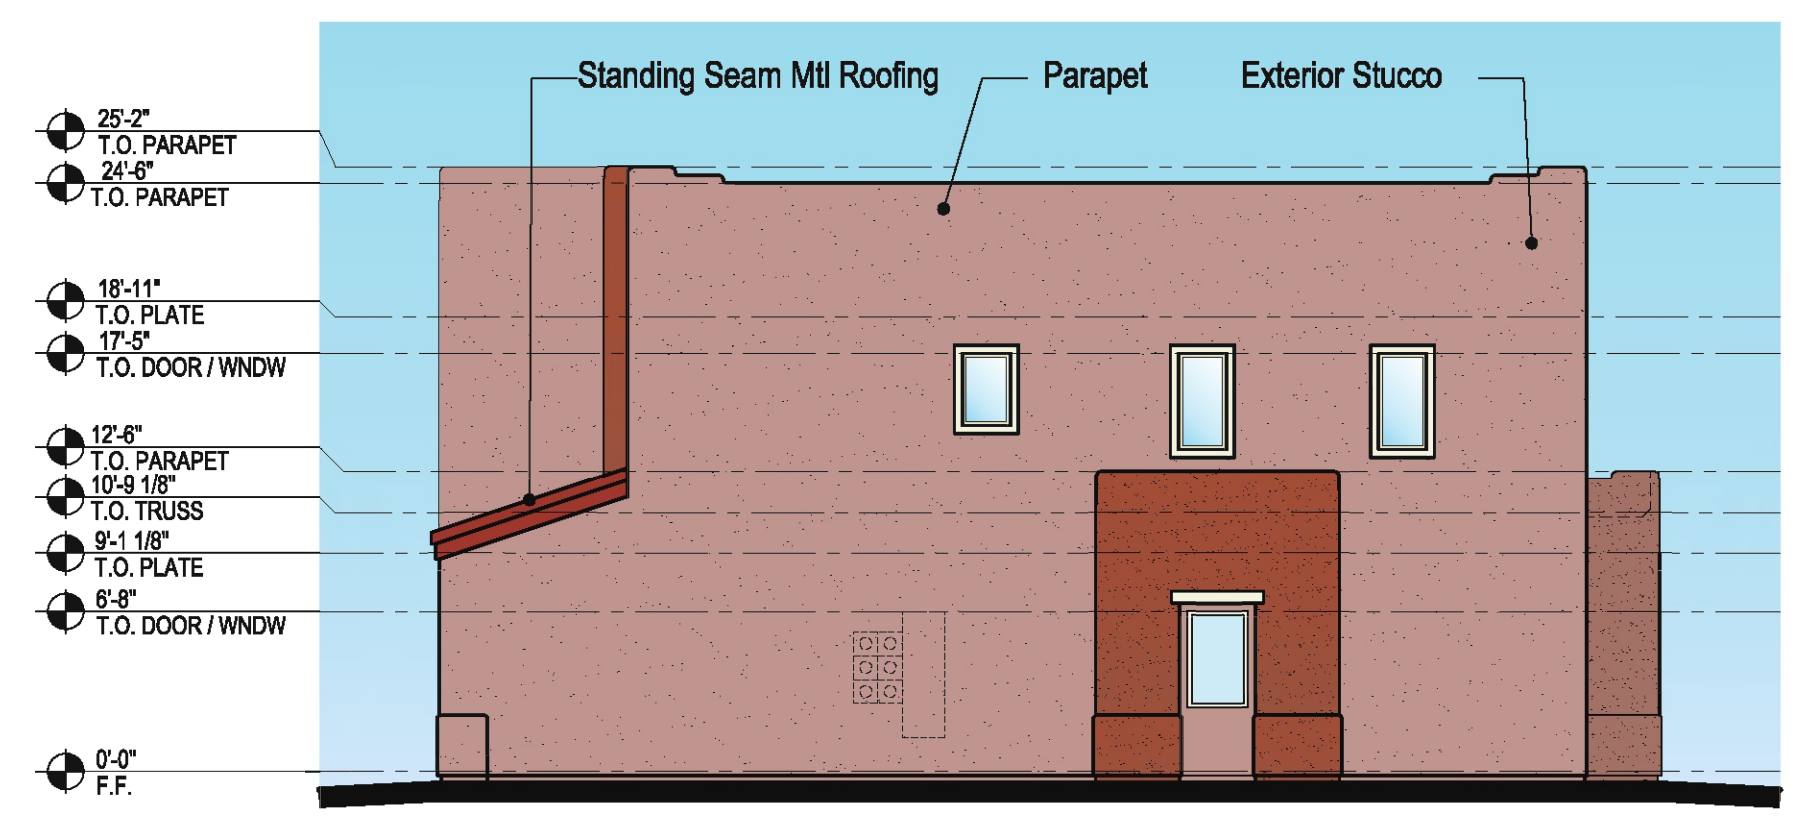 Standing Seam Mtl Roofing
Parapet
Exterior Stucco
25'-2"
T.O. PARAPET
24'-6"
T.O. PARAPET
18'-11"
T.O. PLATE
17'-5"
T.O. DOOR / WNDW
12'-6"
T.O. PARAPET
10'-9 1/8"
T.O. TRUSS
9'-1 1/8"
T.O. PLATE
6'-8"
T.O. DOOR / WNDW
0'-0"
F.F.